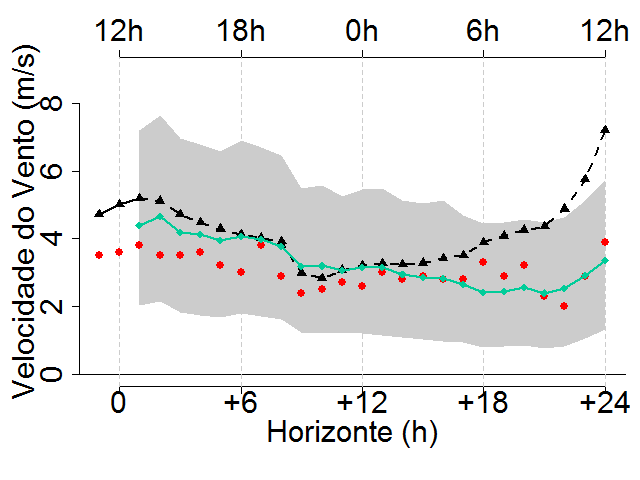 12h 18h 0h 6h 12h
Velocidade do Vento (m/s)
8
6
4
2
0
0 +6 +12 +18 +24
Horizonte (h)